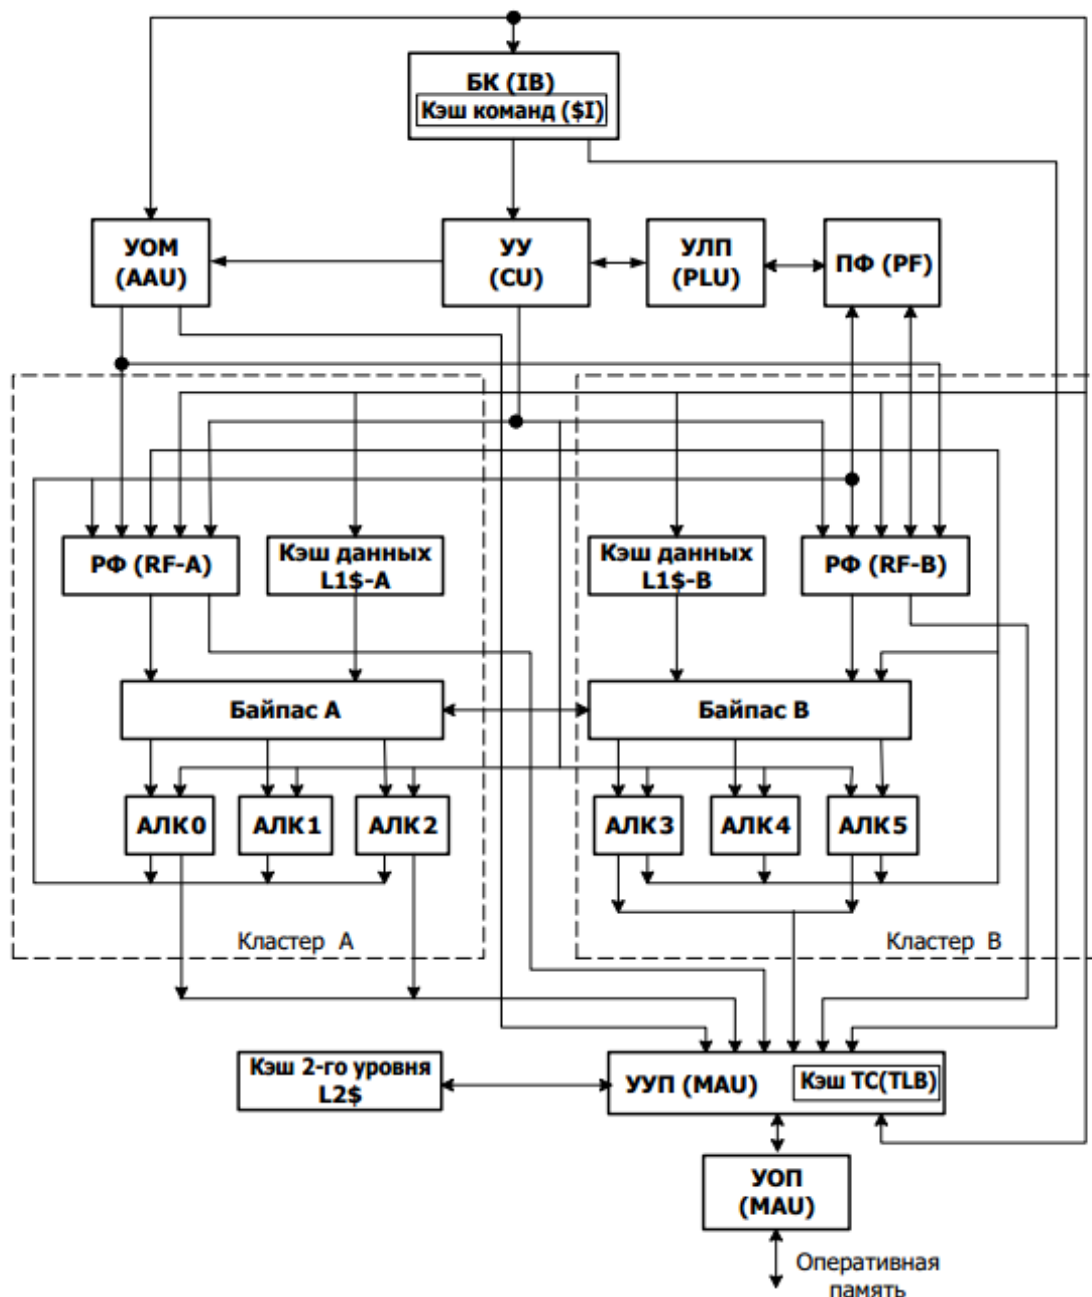 БК (IB)
Кэш команд ($I)
УОМ
(AAU)
УУ
(CU)
УЛП
(PLU)
ПФ (PF)
РФ (RF-A)
Кэш данных
L1$-A
Кэш данных
L1$-B
РФ (RF-B)
Байпас A
Байпас B
АЛК0
АЛК1
АЛК2
АЛК3
АЛК4
АЛК5
Кластер A
Кластер B
Кэш 2-го уровня
L2$
УУП (MAU)
Кэш ТС(TLB)
УОП
(MAU)
Оперативная
память